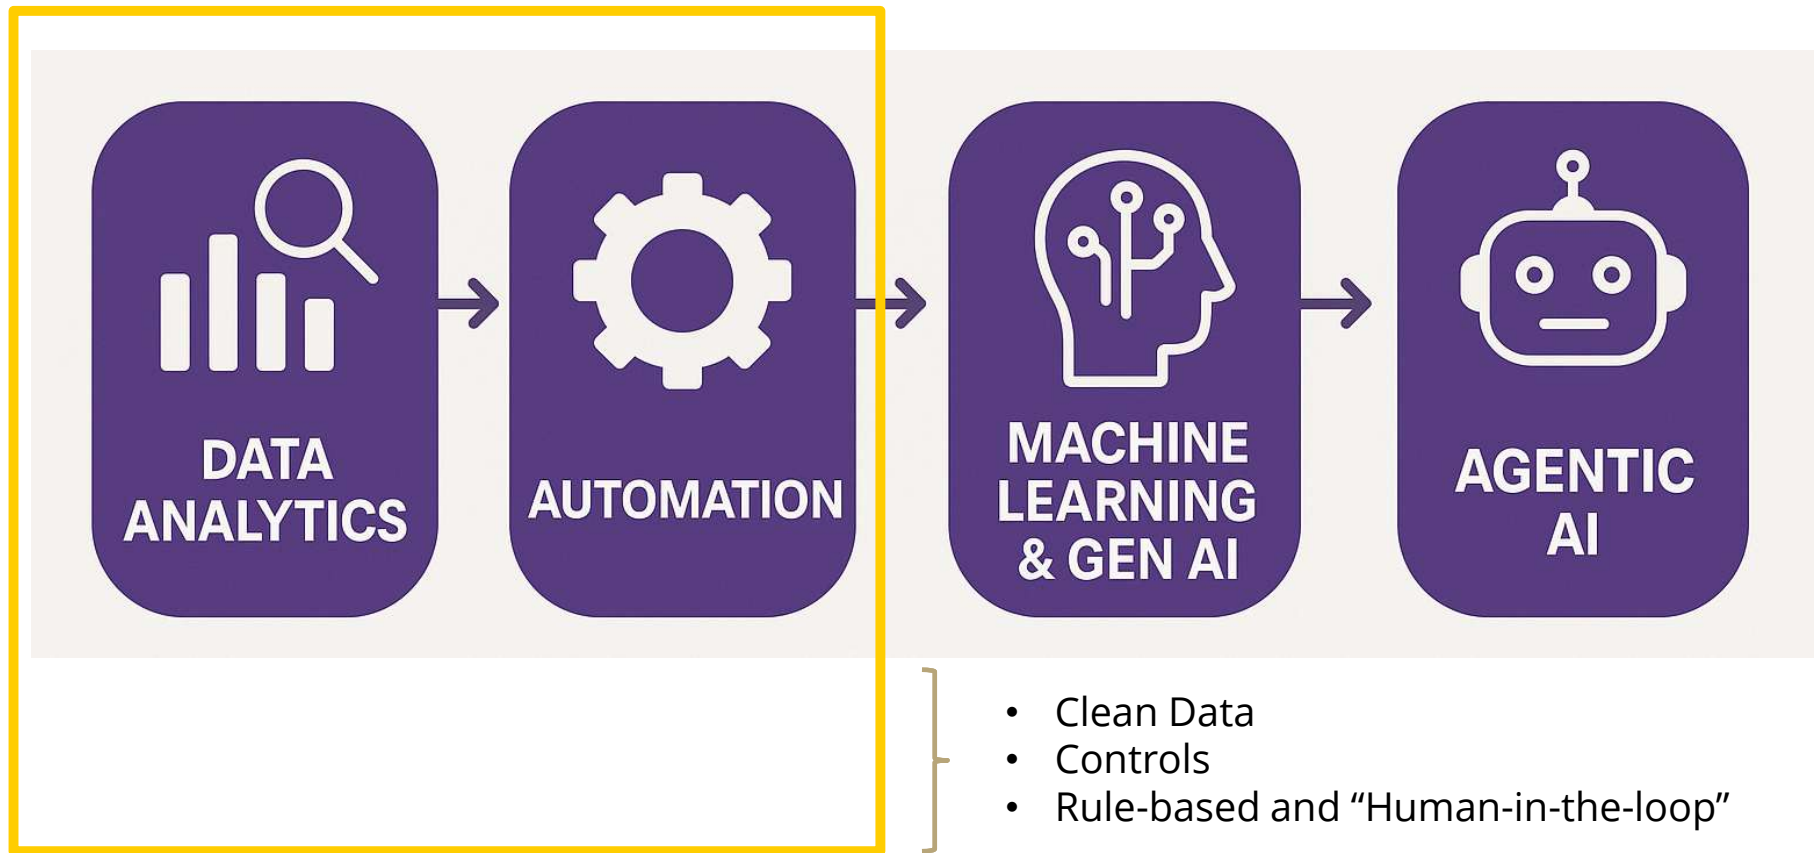 DATA
ANALYTICS
AUTOMATION
MACHINE
LEARNING
& GEN AI
AGENTIC
AI
• Clean Data
• Controls
• Rule-based and “Human-in-the-loop”